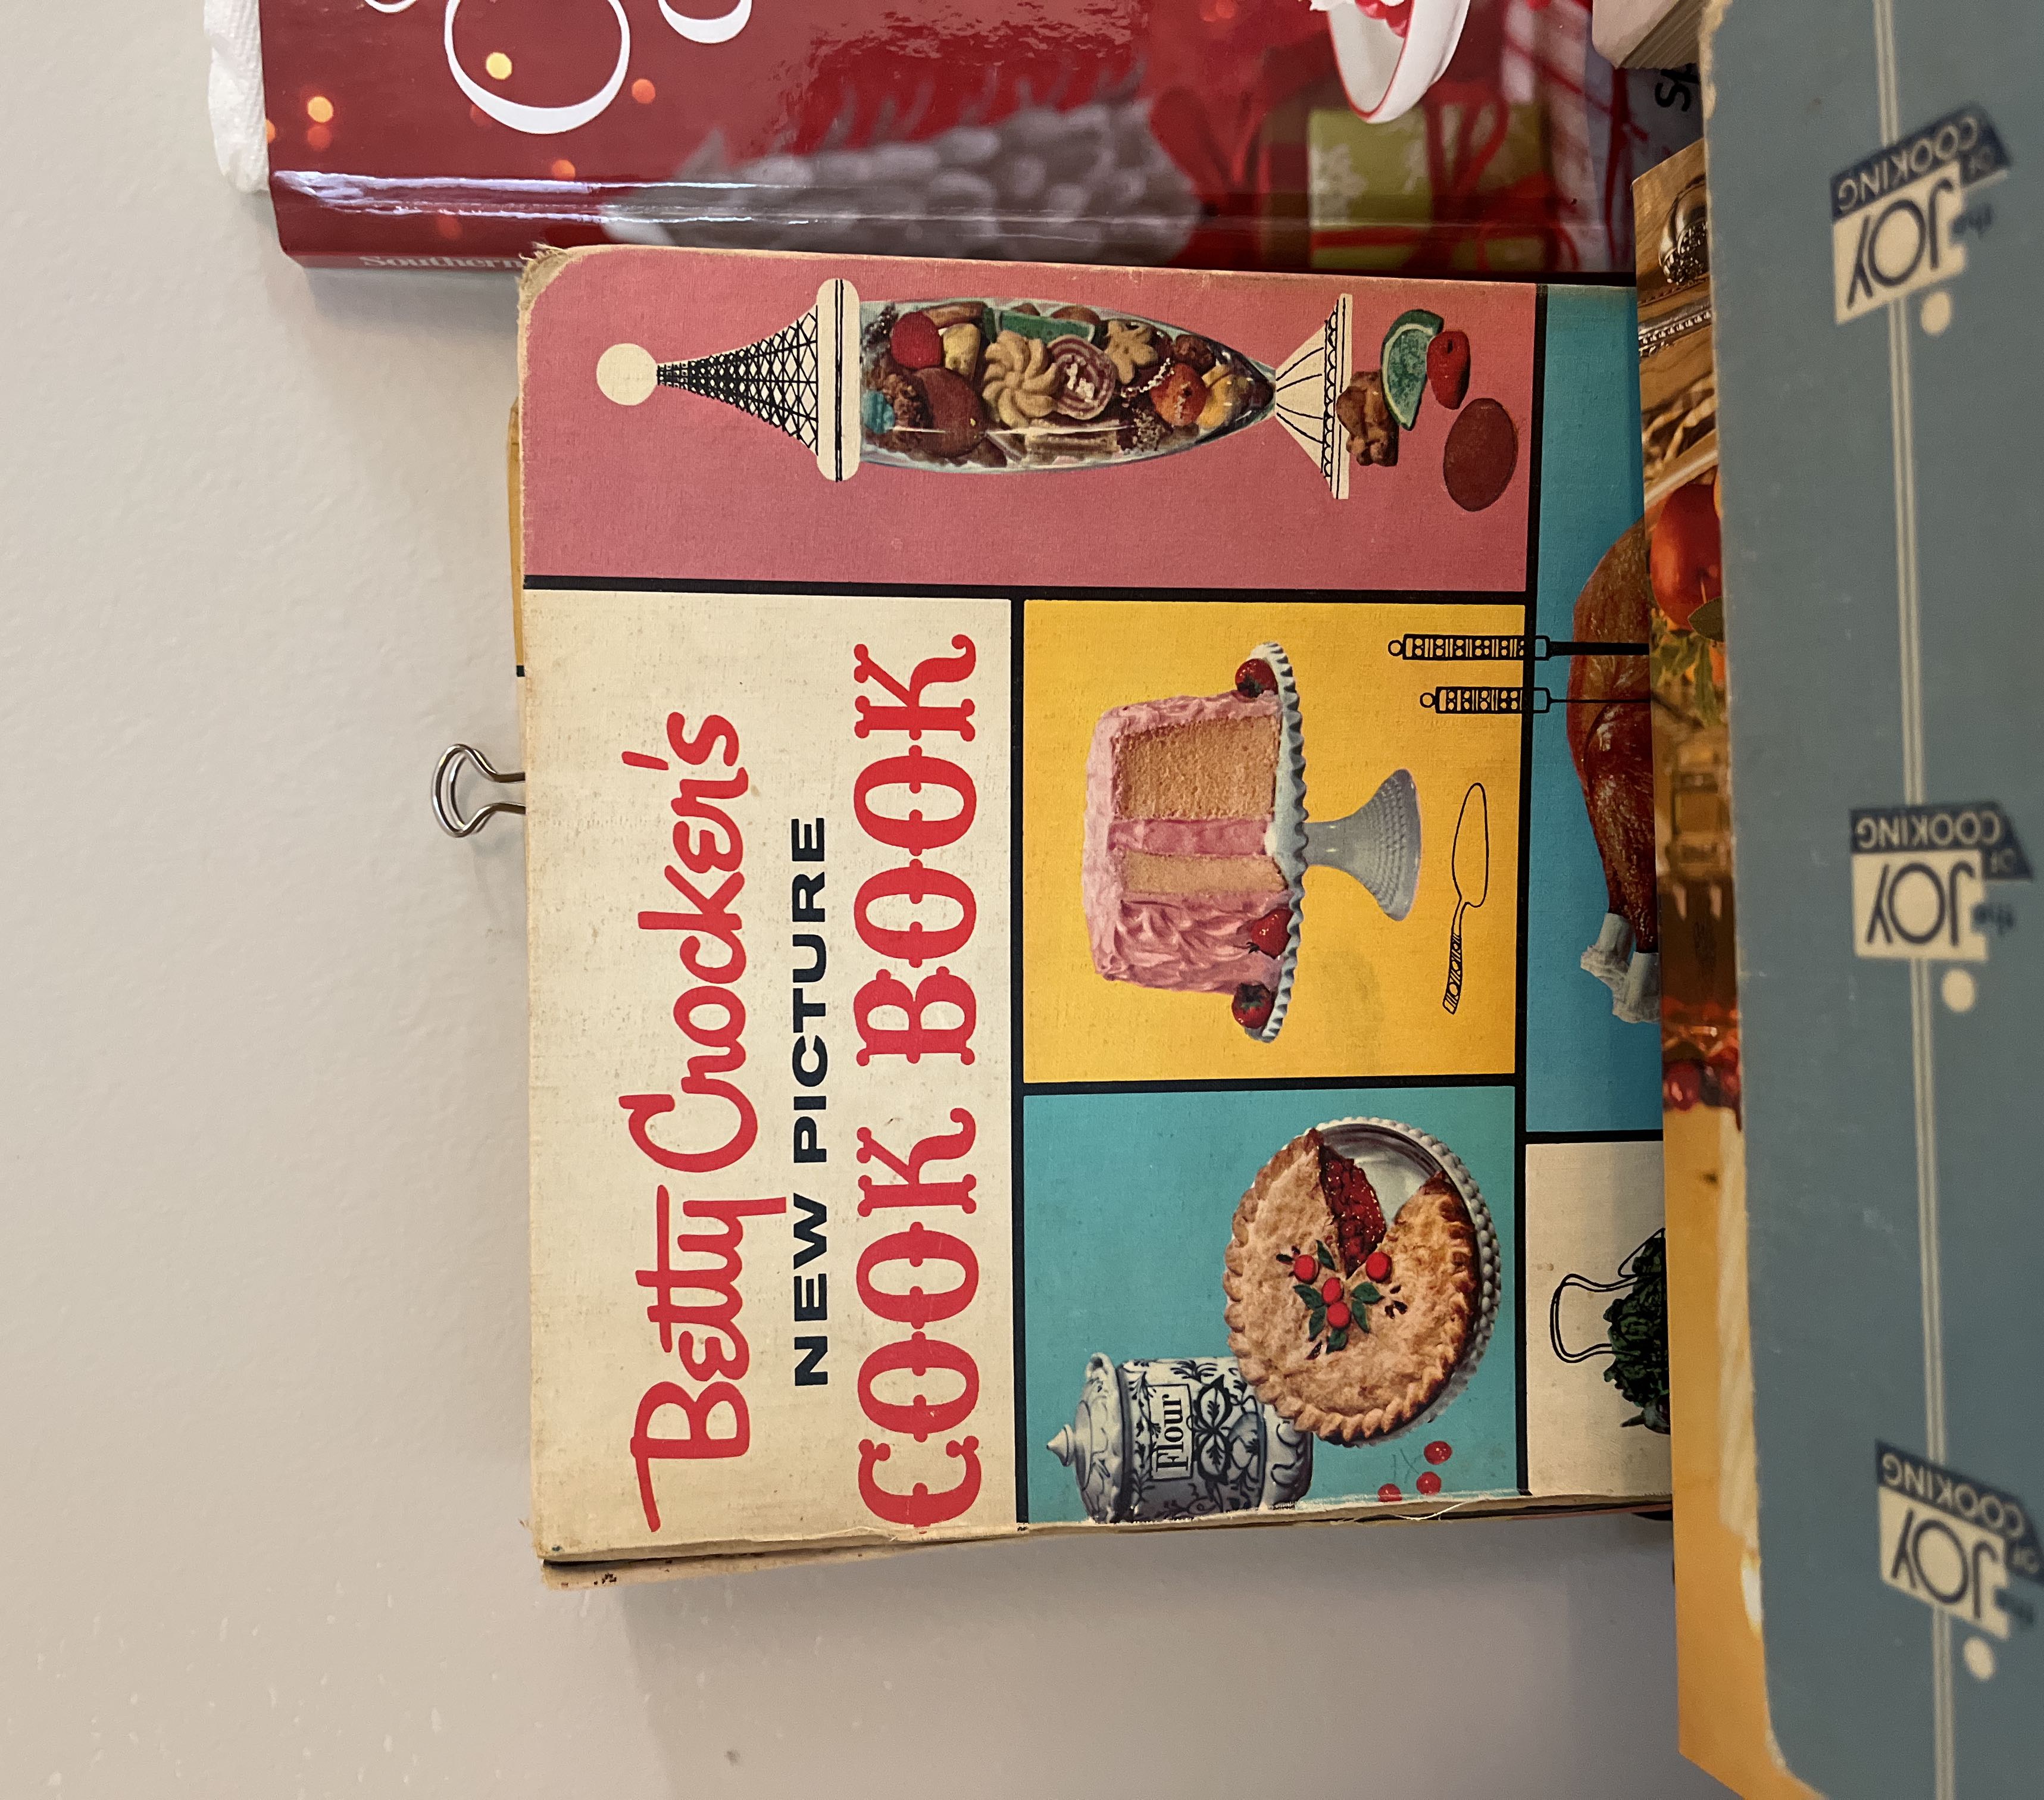 Betty Crocker's
NEW PICTURE
COOK BOOK
Flour
Southern
the
JOY
OF
COOKING
the
JOY
OF
COOKING
the
JOY
OF
COOKING